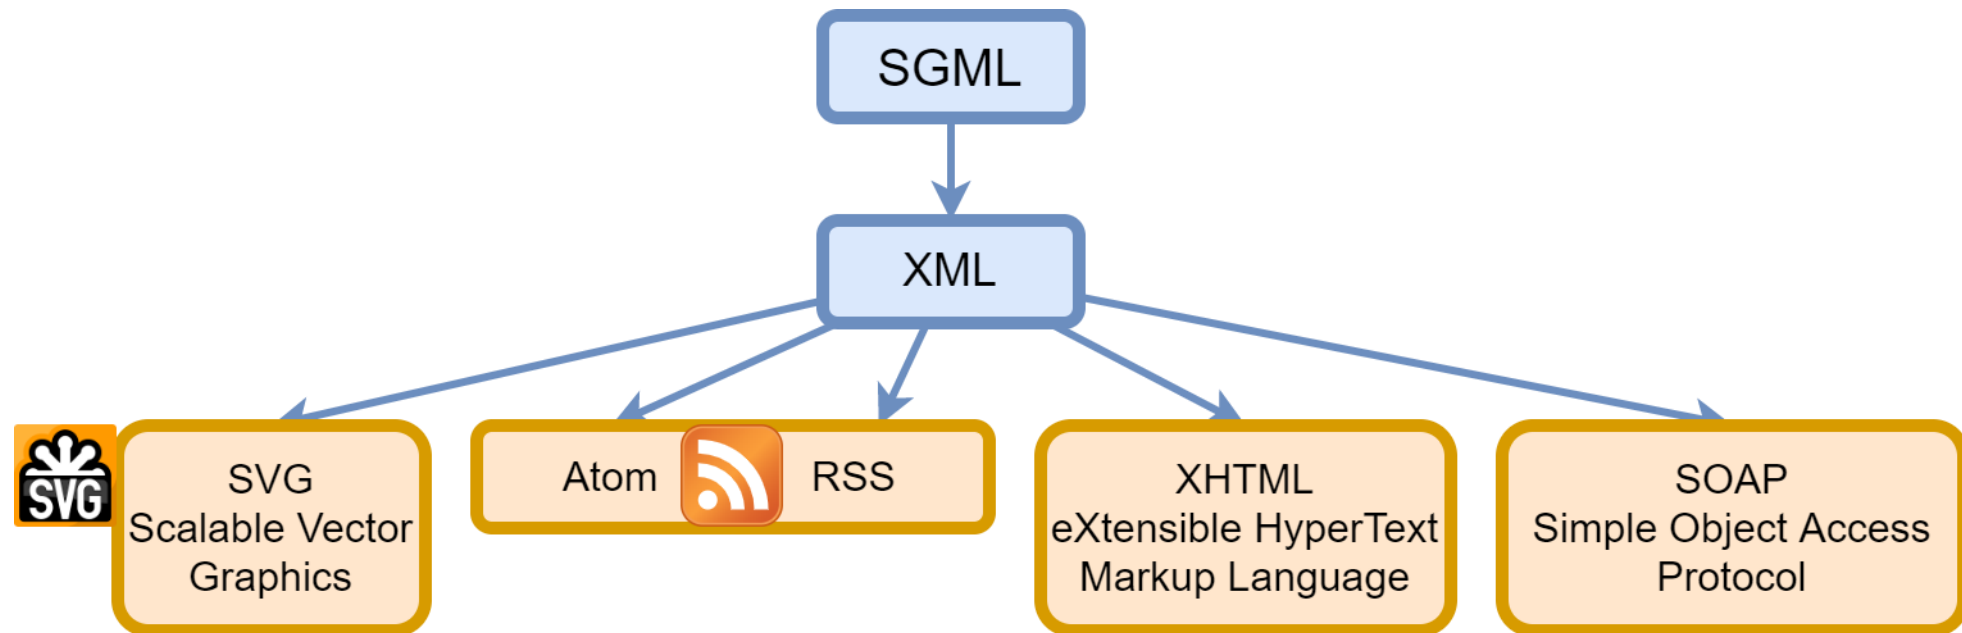 SGML
XML
SVG
SVG
Scalable Vector
Graphics
Atom
RSS
XHTML
eXtensible HyperText
Markup Language
SOAP
Simple Object Access
Protocol